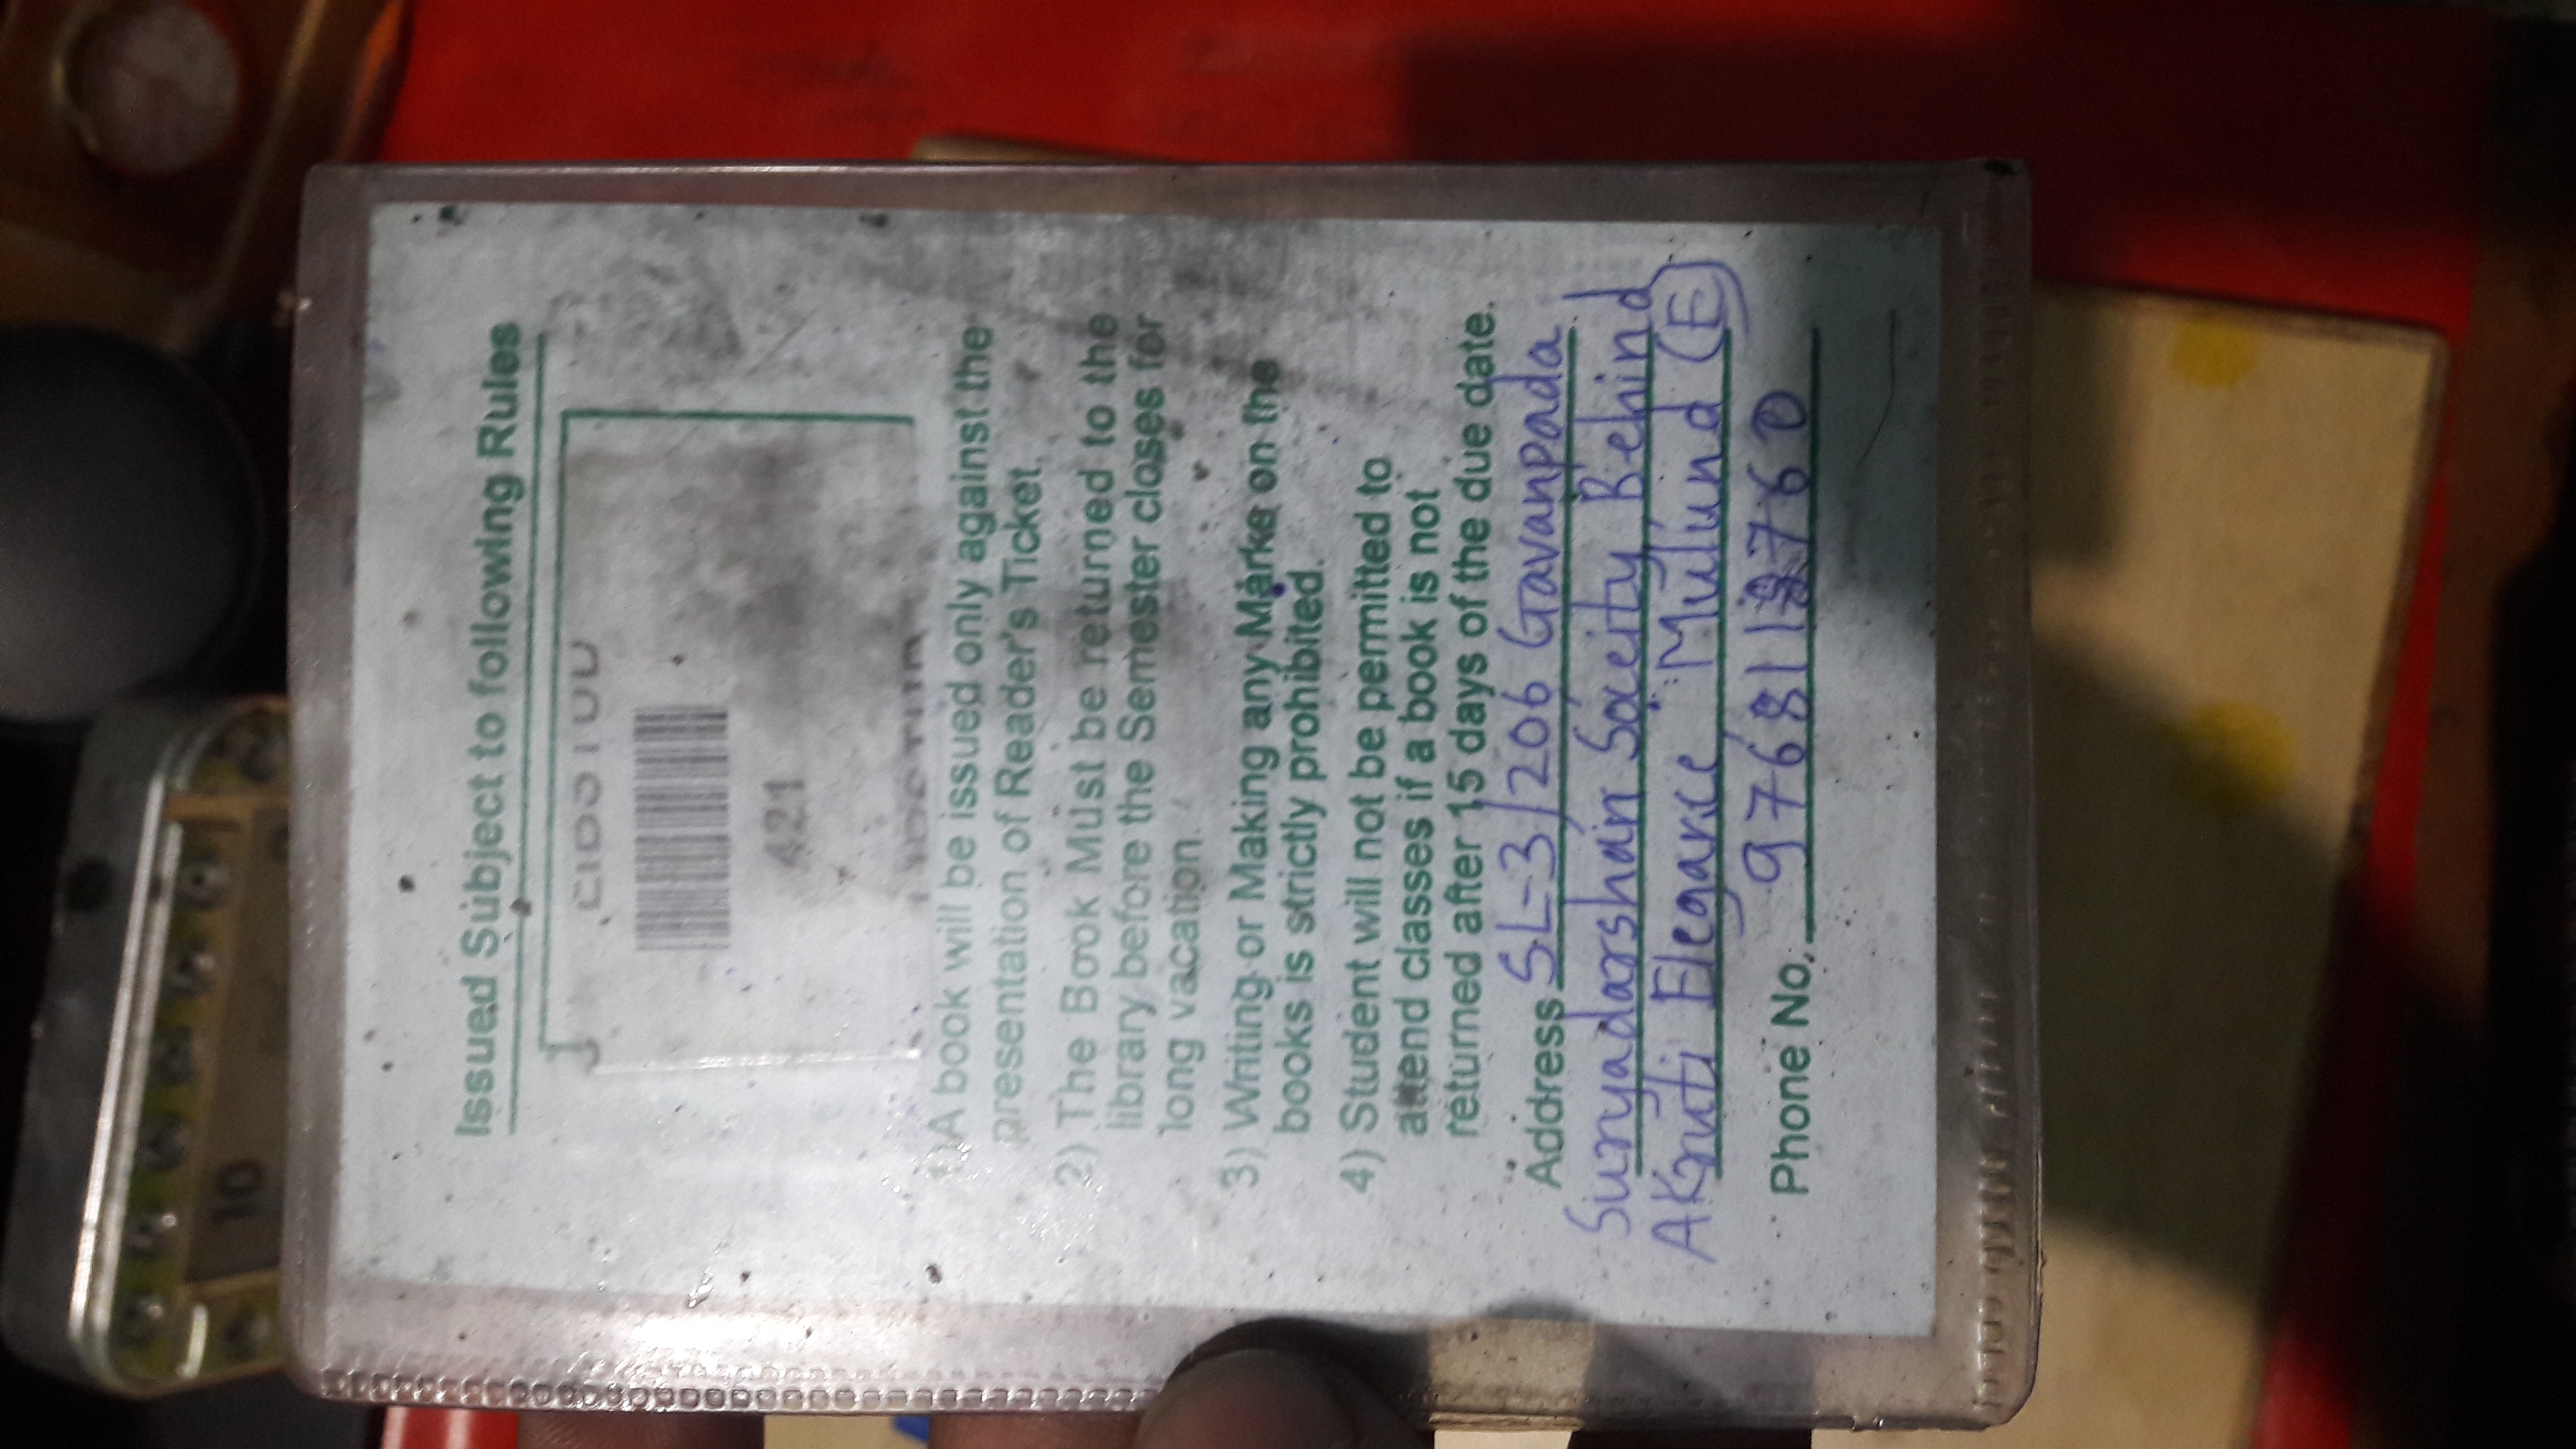 Issued Subject to following Rules
421
1) A book will be issued only against the
presentation of Reader's Ticket.
2) The Book Must be returned to the
library before the Semester closes for
long vacation.
3) Writing or Making any Marke on the
books is strictly prohibited.
4) Student will not be permitted to
attend classes if a book is not
returned after 15 days of the due date.
Address SL-3/206 Gavanpada
Suryadarshan Soceity Behind
Akruti Elegance Mulund (E)
Phone No.
10